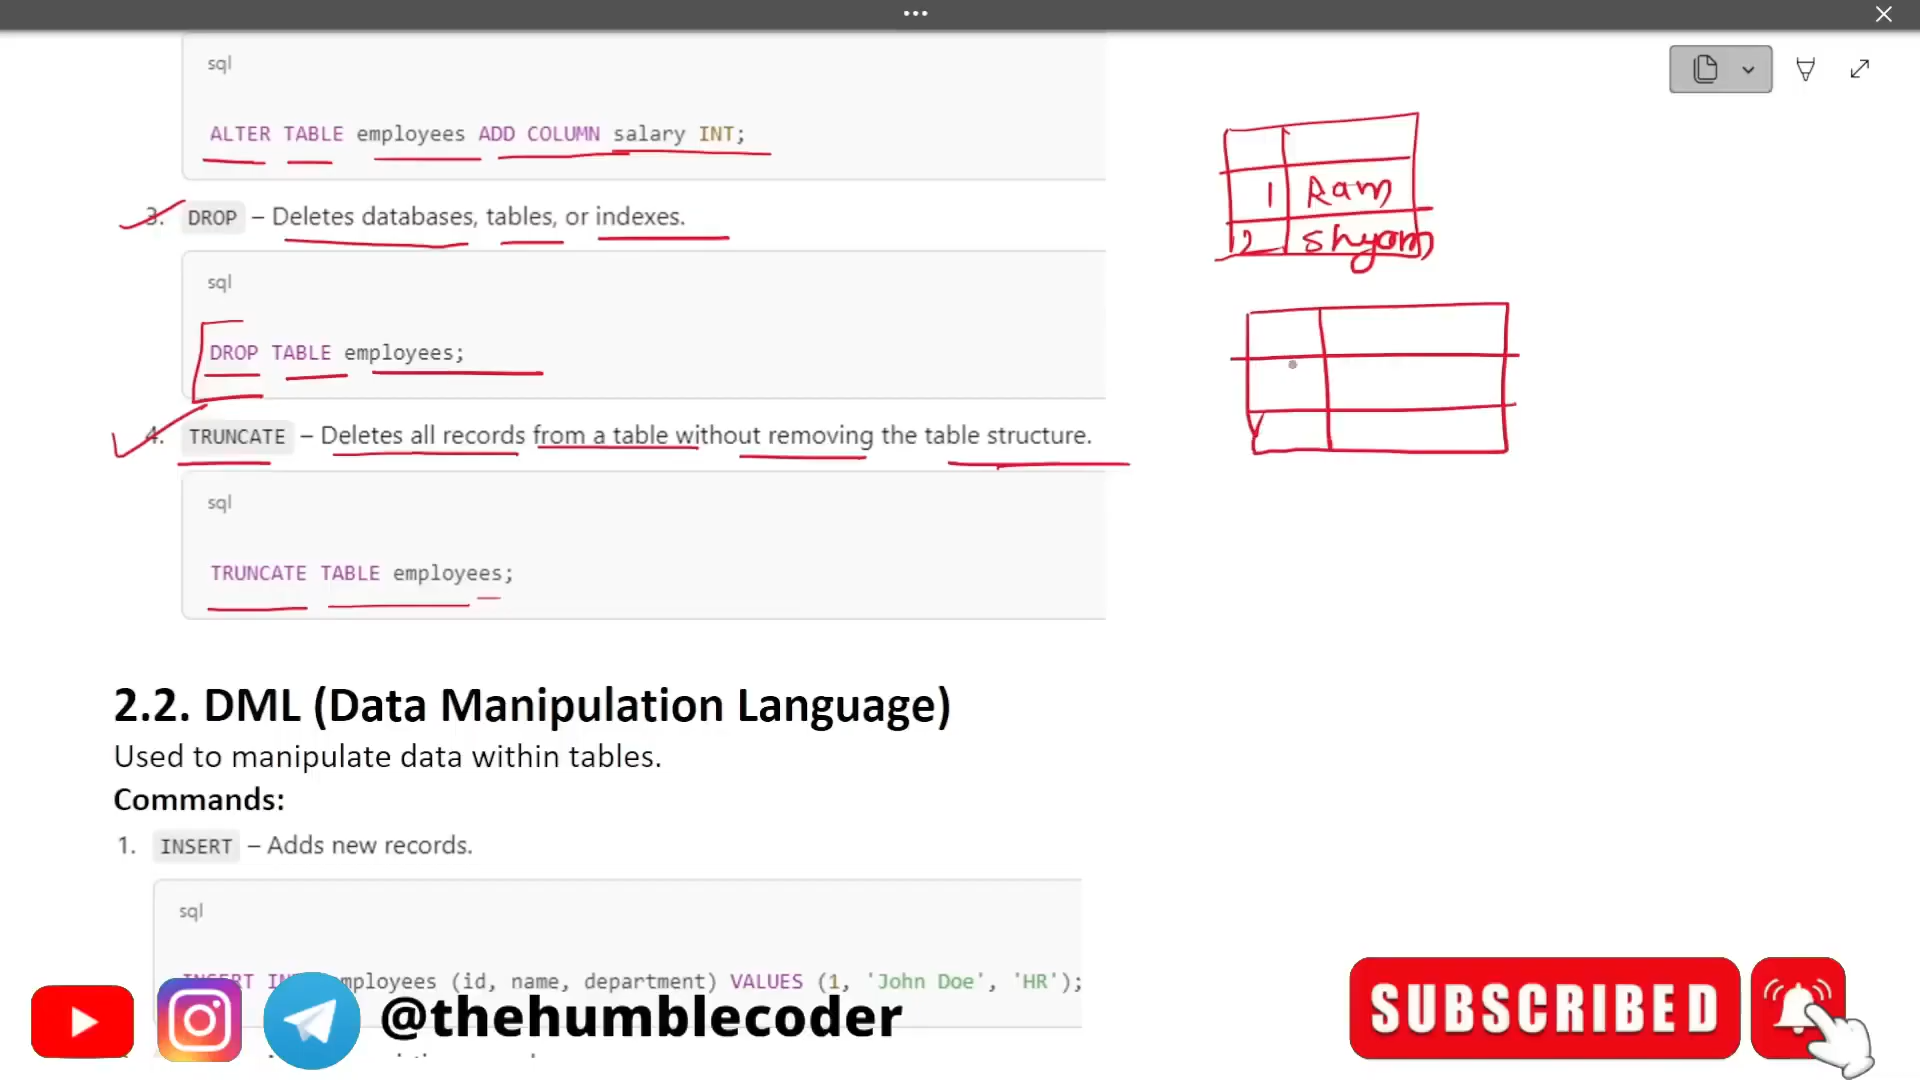 sql
ALTER TABLE employees ADD COLUMN salary INT;
3. DROP – Deletes databases, tables, or indexes.
sql
DROP TABLE employees;
4. TRUNCATE – Deletes all records from a table without removing the table structure.
sql
TRUNCATE TABLE employees;
1 Ram
2 Shyam
2.2. DML (Data Manipulation Language)
Used to manipulate data within tables.
Commands:
1. INSERT – Adds new records.
sql
INSERT employees (id, name, department) VALUES (1, 'John Doe', 'HR');
@thehumblecoder
SUBSCRIBED